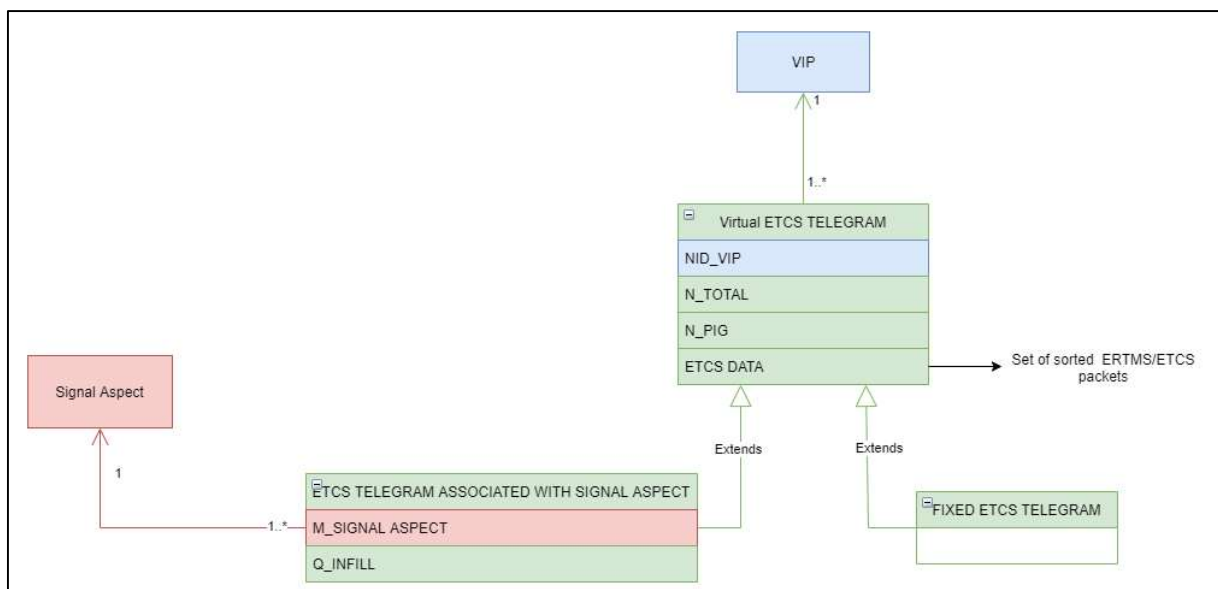 VIP
1
1..*
Virtual ETCS TELEGRAM
NID_VIP
N_TOTAL
N_PIG
ETCS DATA
Set of sorted ERTMS/ETCS
packets
Signal Aspect
Extends
Extends
1
ETCS TELEGRAM ASSOCIATED WITH SIGNAL ASPECT
1..*
M_SIGNAL ASPECT
Q_INFILL
FIXED ETCS TELEGRAM